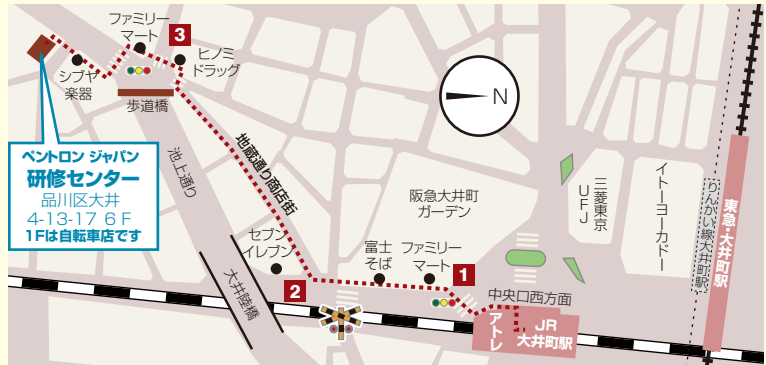 ファミリー
マート
3
ヒノミ
ドラッグ
シブヤ
楽器
歩道橋
N
ペントロン ジャパン
研修センター
品川区大井
4-13-17 6F
1Fは自転車店です
池上通り
地蔵通り商店街
阪急大井町
ガーデン
三菱東京
UFJ
イトーヨーカドー
りんかい線大井町駅
東急・大井町駅
セブン
イレブン
大井陸橋
2
富士
そば
ファミリー
マート
1
中央口西方面
アトレ
JR
大井町駅